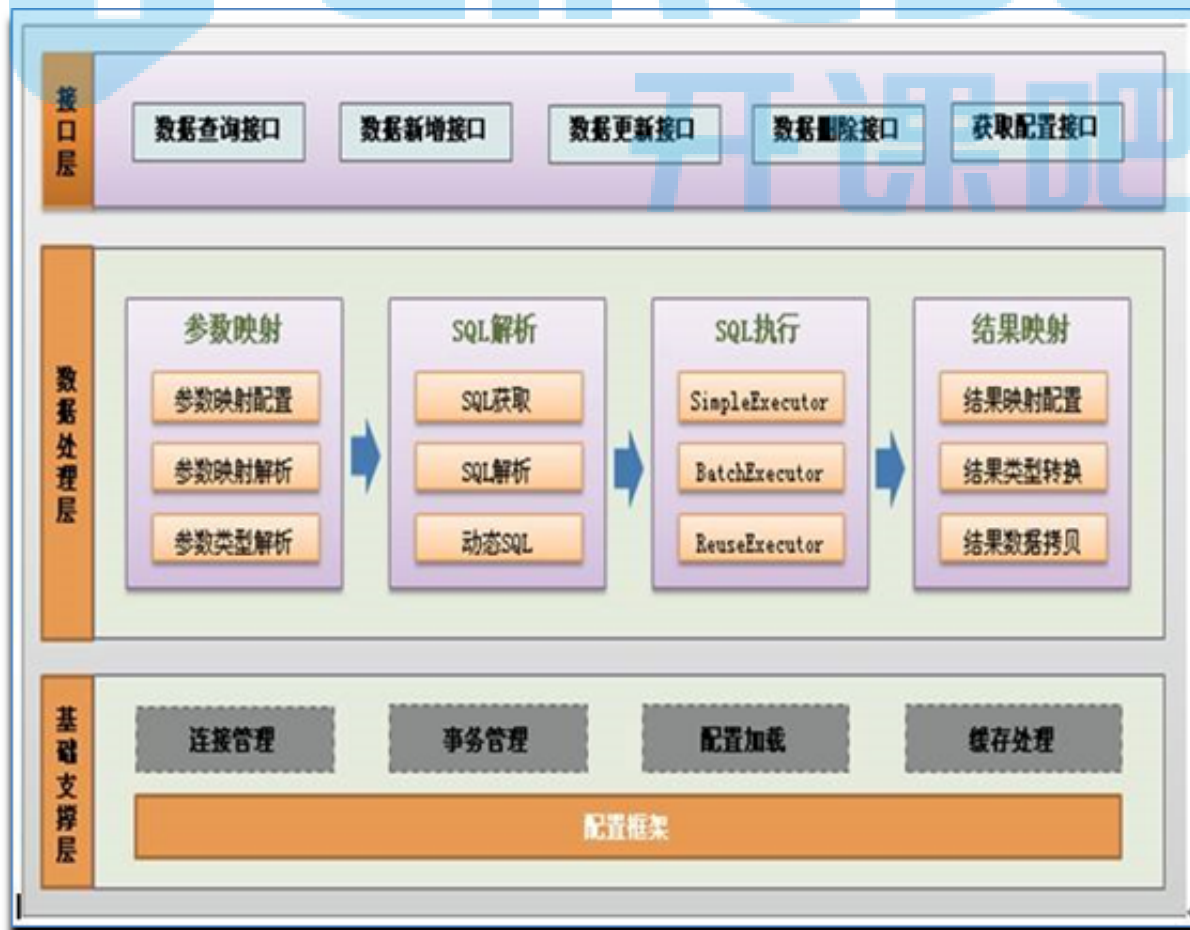 接口层
数据查询接口
数据新增接口
数据更新接口
数据删除接口
获取配置接口
开课吧
数据处理层
参数映射
参数映射配置
参数映射解析
参数类型解析
SQL解析
SQL获取
SQL解析
动态SQL
SQL执行
SimpleExecutor
BatchExecutor
ReuseExecutor
结果映射
结果映射配置
结果类型转换
结果数据拷贝
基础支撑层
连接管理
事务管理
配置加载
缓存处理
配置框架